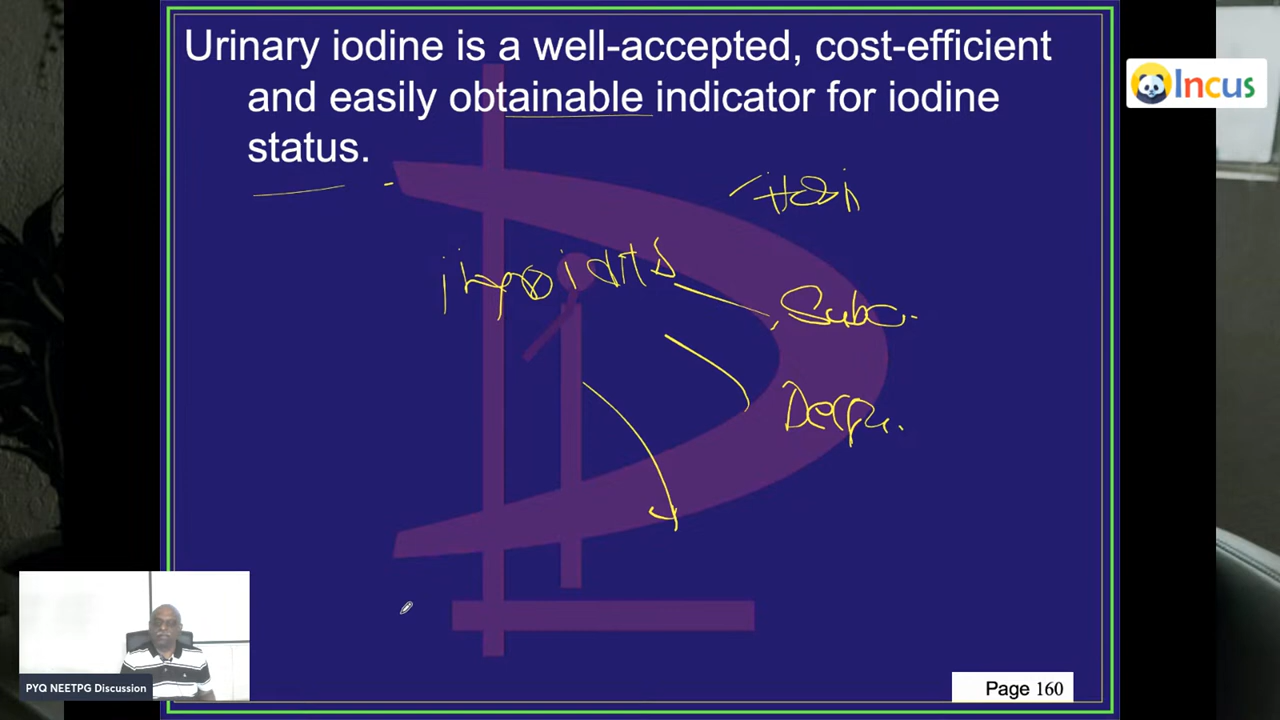 Urinary iodine is a well-accepted, cost-efficient
and easily obtainable indicator for iodine
status.
Incus
Subc.
PYQ NEETPG Discussion
Page 160